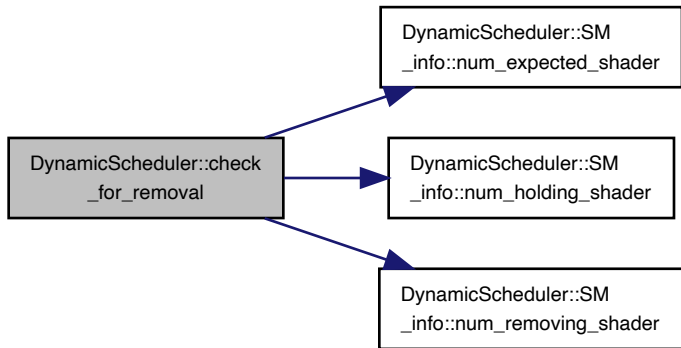 DynamicScheduler::SM
_info::num_expected_shader
DynamicScheduler::check
_for_removal
DynamicScheduler::SM
_info::num_holding_shader
DynamicScheduler::SM
_info::num_removing_shader